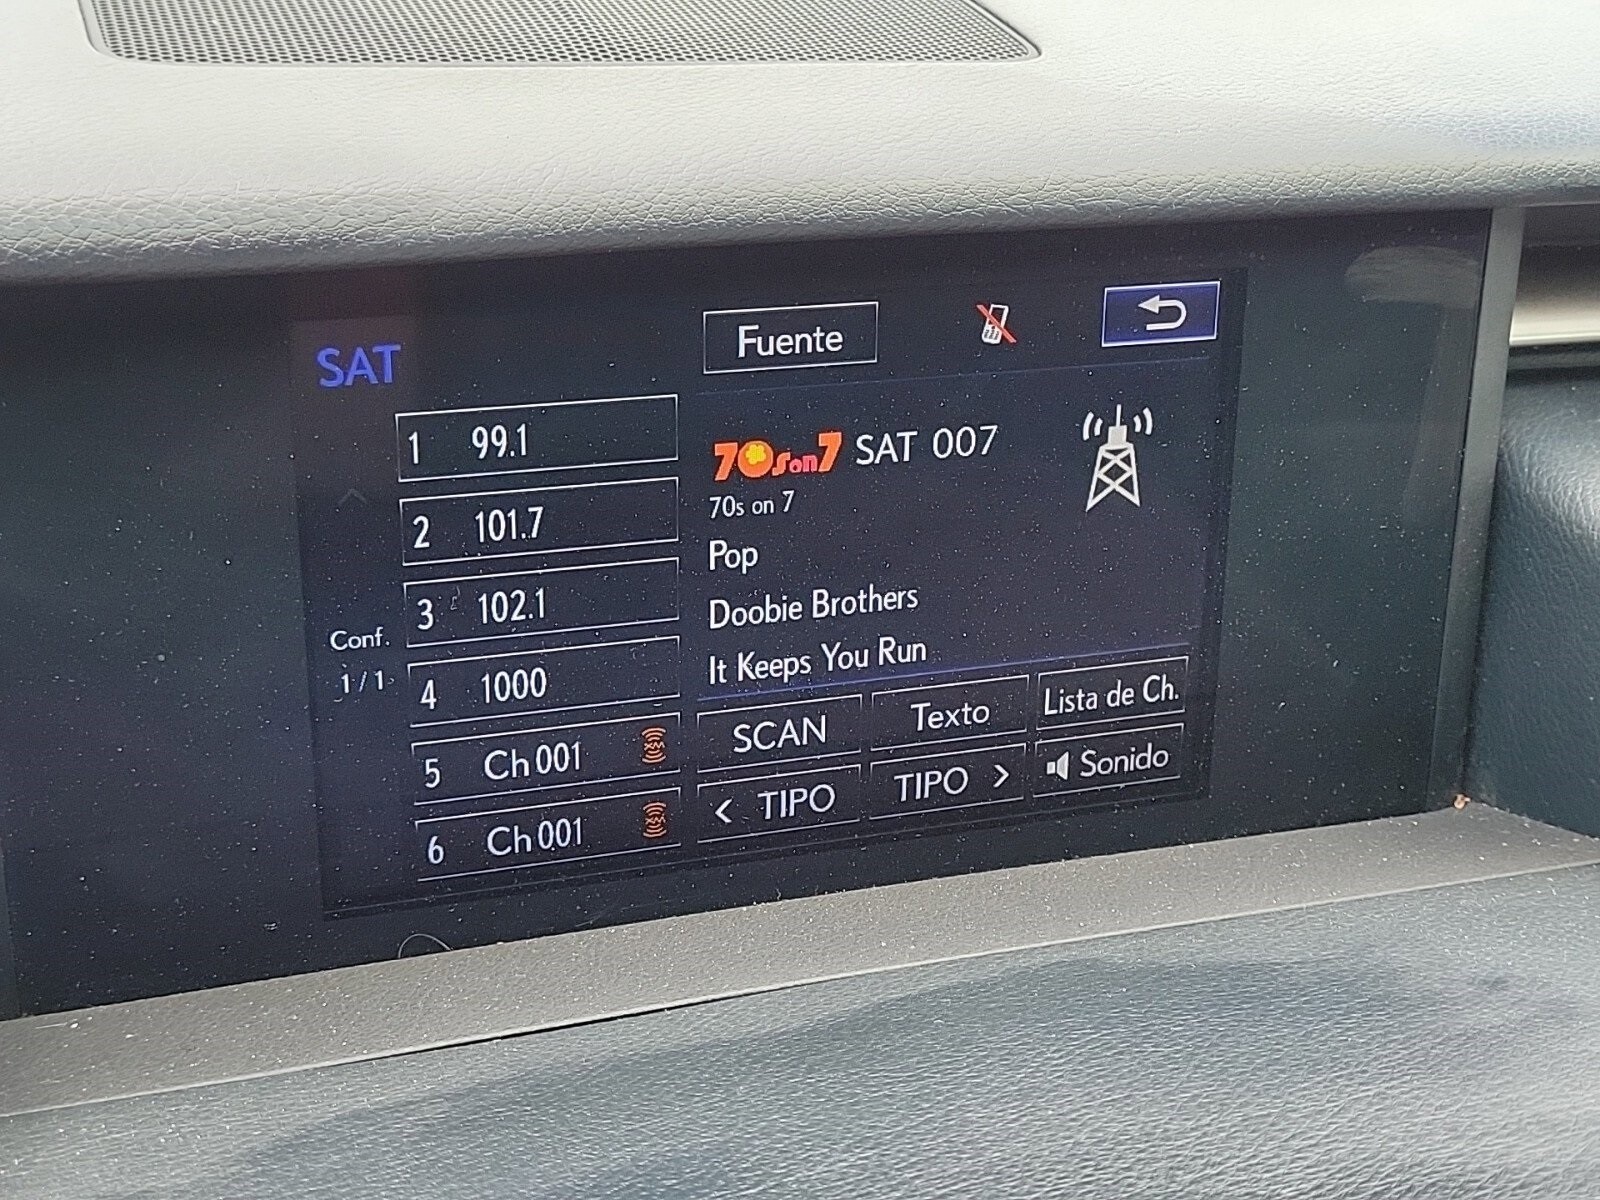 Fuente
SAT
1 99.1
2 101.7
3 102.1
4 1000
5 Ch 001 XM
6 Ch 001 XM
Conf.
1 / 1
70s on 7 SAT 007
70s on 7
Pop
Doobie Brothers
It Keeps You Run
SCAN
Texto
Lista de Ch.
< TIPO
TIPO >
Sonido